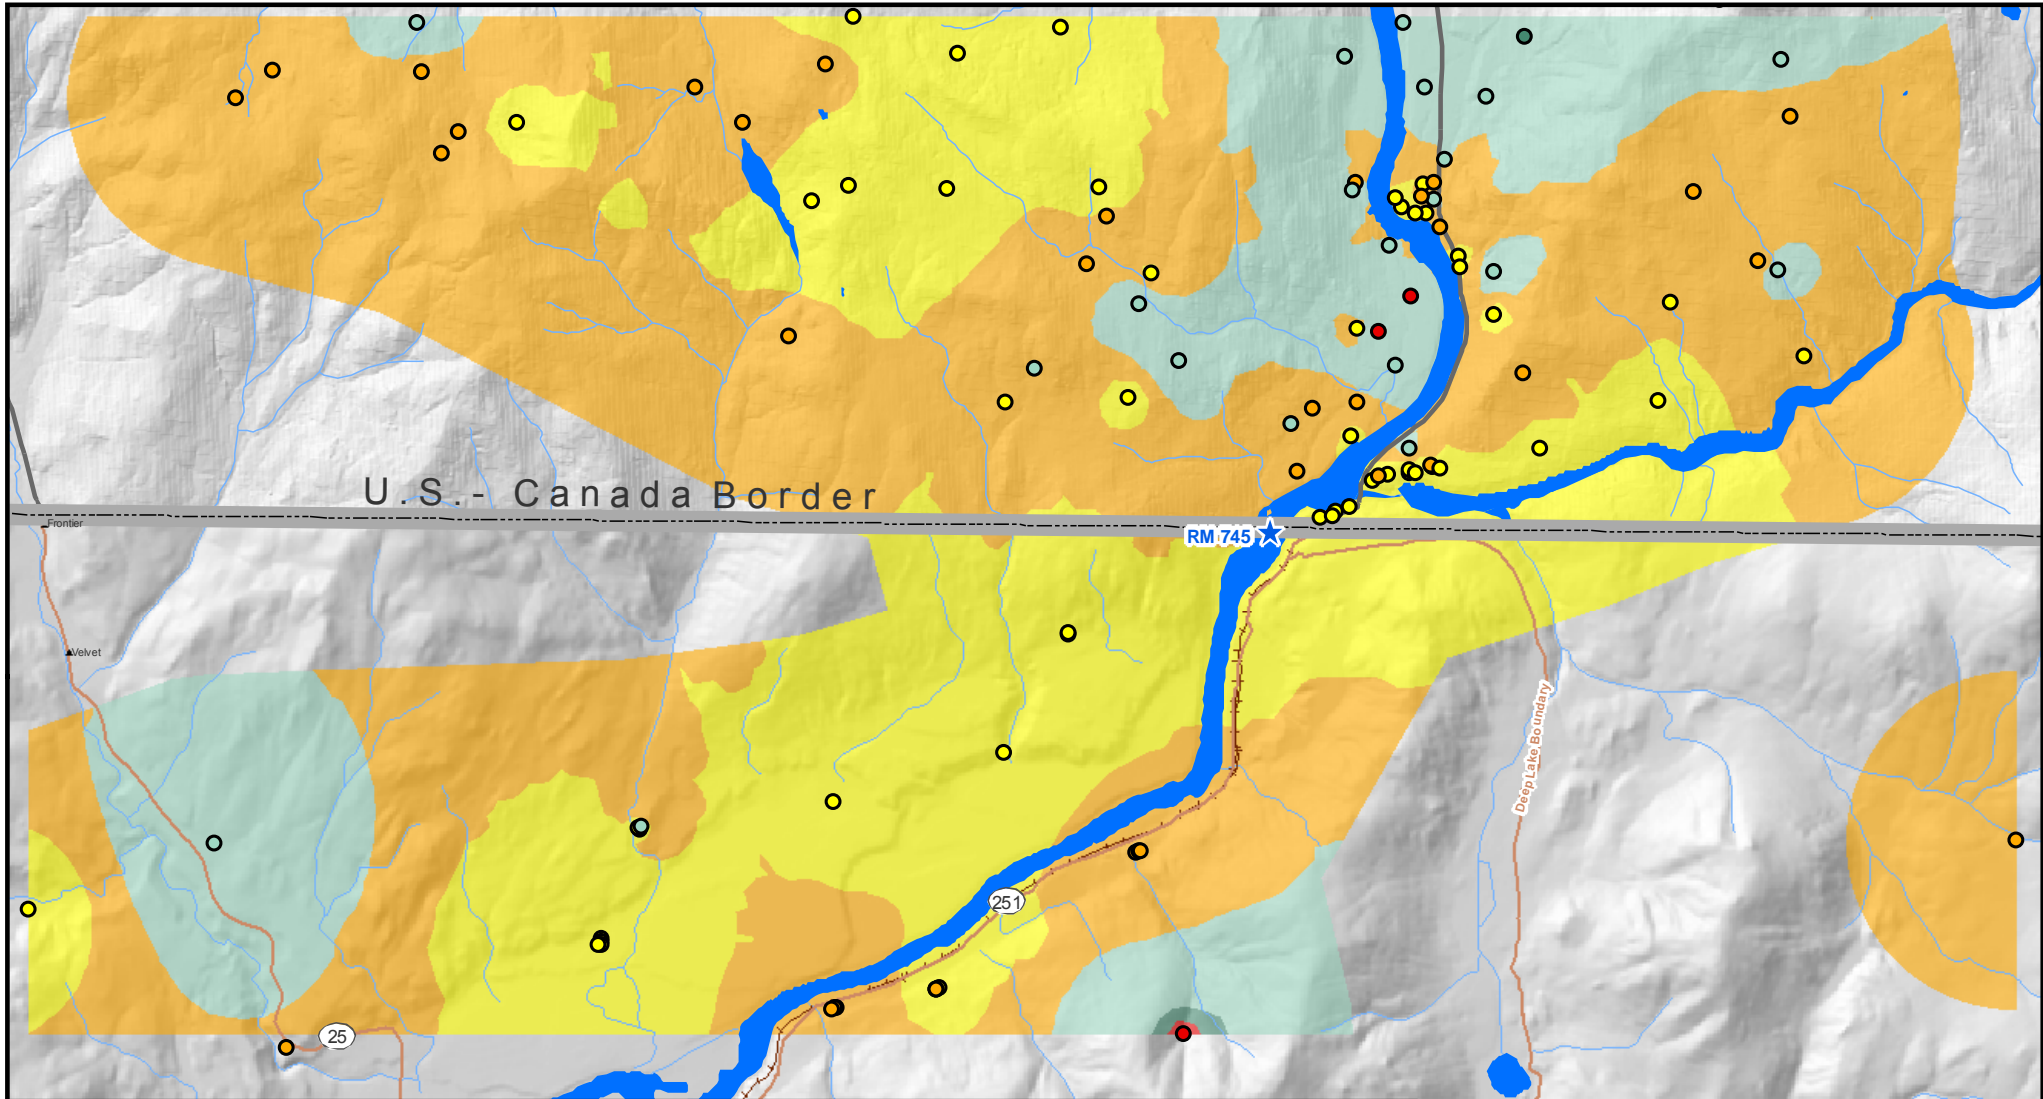 U.S.- Canada Border
Frontier
RM 745
Velvet
Deep Lake Boundary
251
25